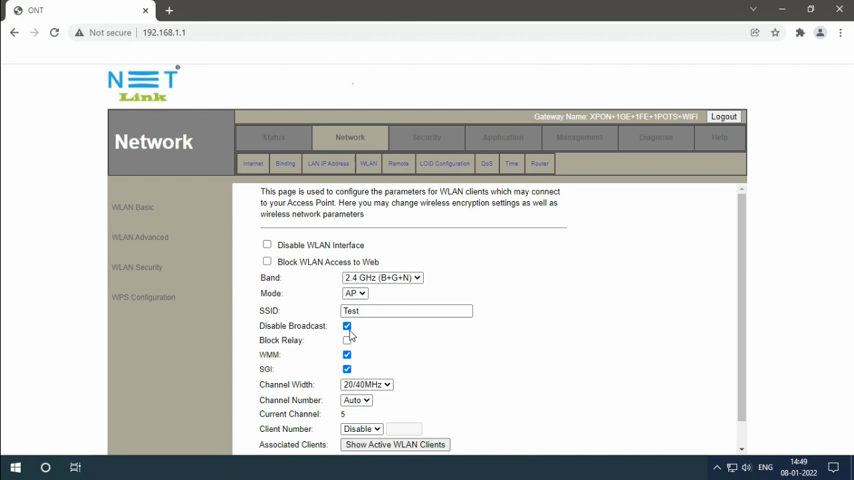 ONT
Not secure
192.168.1.1
NET
Link
Gateway Name: XPON+1GE+1FE+1POTS+WIFI
Logout
Network
Status
Network
Security
Application
Management
Diagnose
Help
Internet
Binding
LAN IP Address
WLAN
Remote
LOID Configuration
QoS
Time
Router
WLAN Basic
WLAN Advanced
WLAN Security
WPS Configuration
This page is used to configure the parameters for WLAN clients which may connect
to your Access Point. Here you may change wireless encryption settings as well as
wireless network parameters
Disable WLAN Interface
Block WLAN Access to Web
Band: 2.4 GHz (B+G+N)
Mode: AP
SSID: Test
Disable Broadcast:
Block Relay:
WMM:
SGI:
Channel Width: 20/40MHz
Channel Number: Auto
Current Channel: 5
Client Number: Disable
Associated Clients: Show Active WLAN Clients
ENG
14:49
08-01-2022